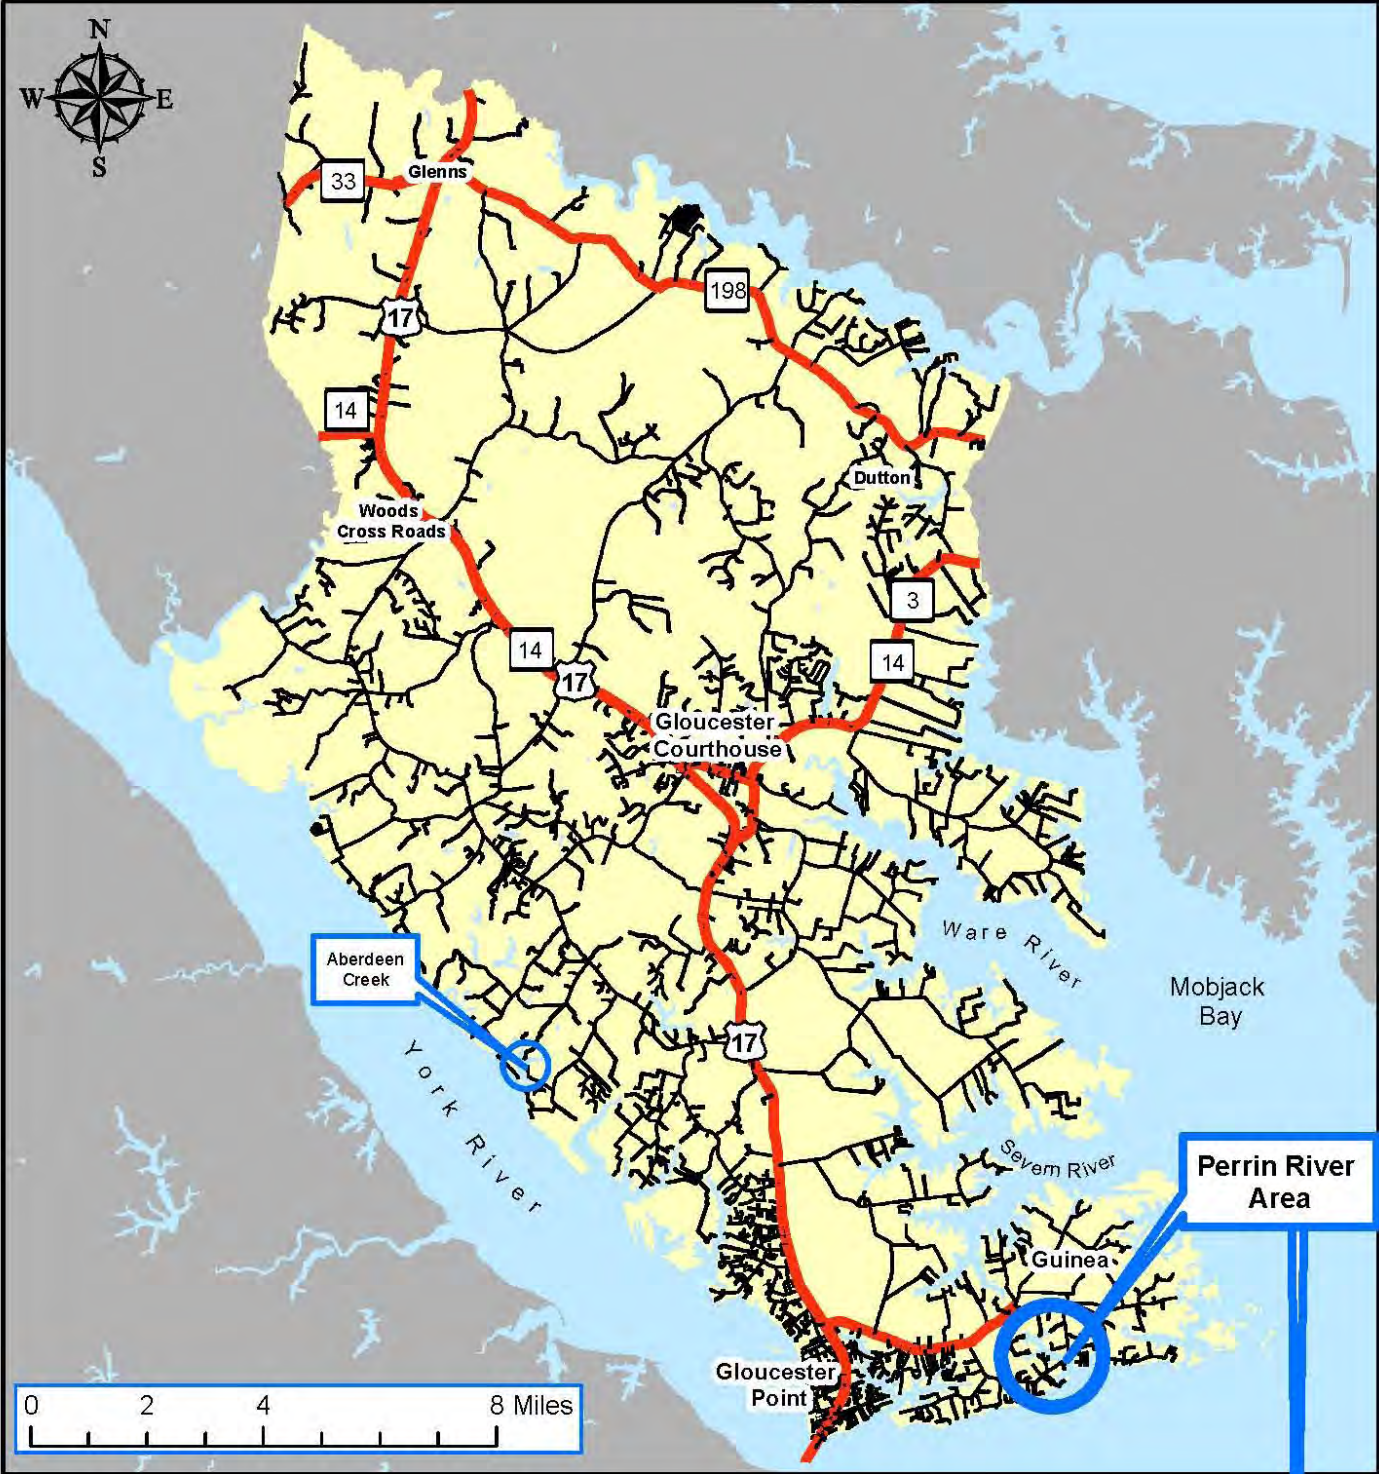 N
W E
S
Glenns
33
198
17
14
Dutton
Woods
Cross Roads
3
14
14
17
Gloucester
Courthouse
Ware River
Aberdeen
Creek
Mobjack
Bay
17
York River
Severn River
Perrin River
Area
Guinea
Gloucester
Point
0 2 4 8 Miles